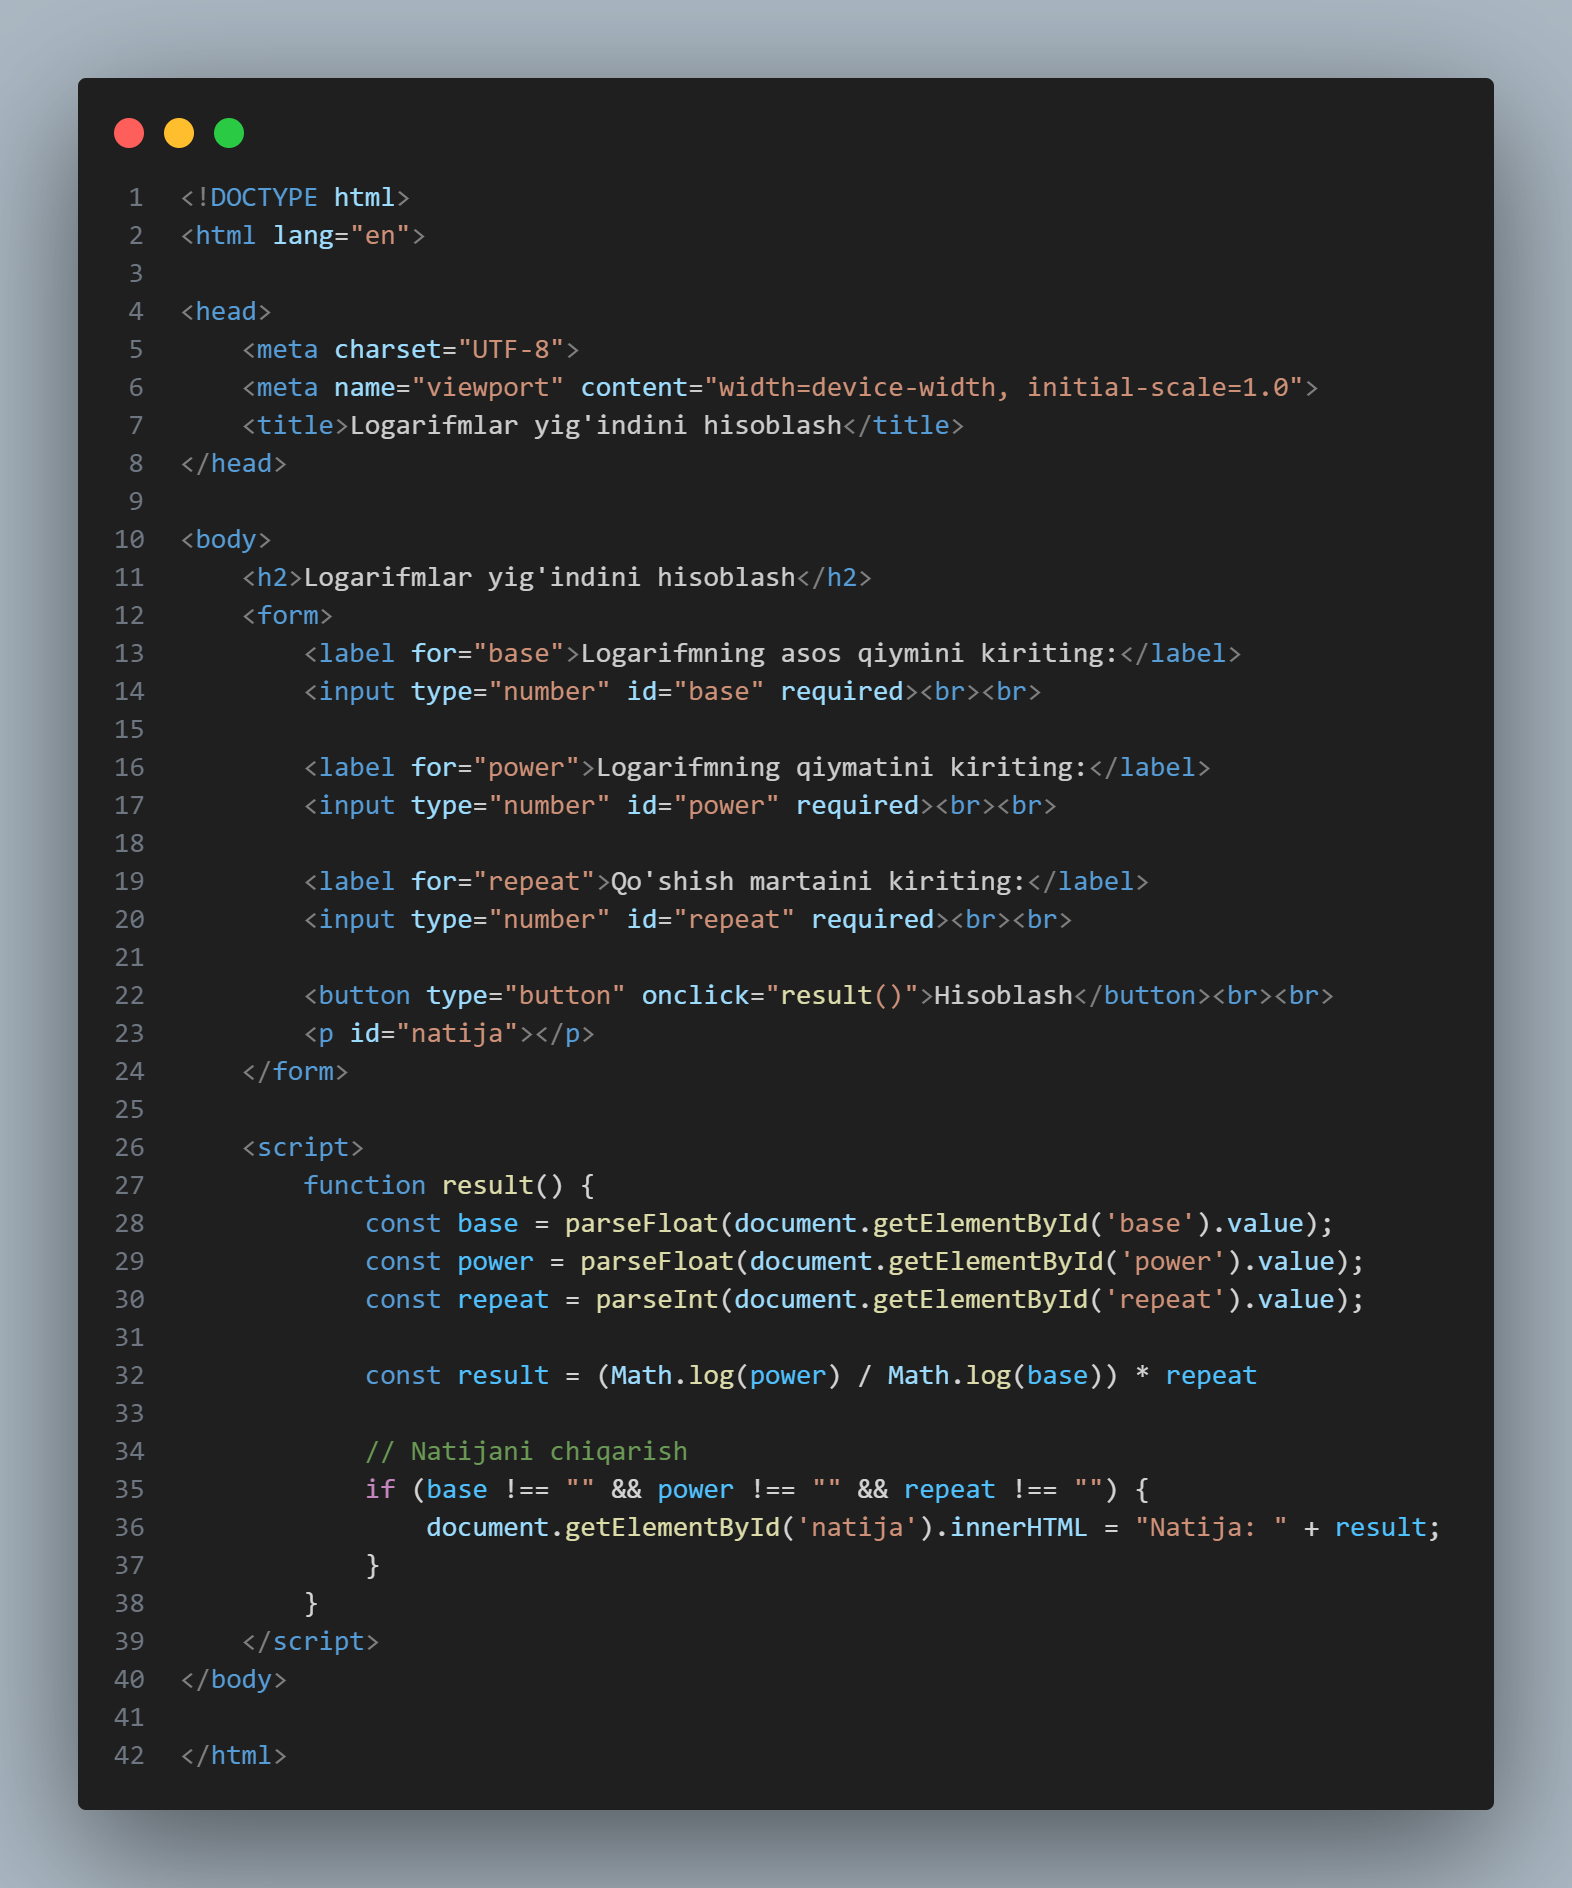 1 <!DOCTYPE html>
2 <html lang="en">
3
4 <head>
5     <meta charset="UTF-8">
6     <meta name="viewport" content="width=device-width, initial-scale=1.0">
7     <title>Logarifmlar yig'indini hisoblash</title>
8 </head>
9
10 <body>
11     <h2>Logarifmlar yig'indini hisoblash</h2>
12     <form>
13         <label for="base">Logarifmning asos qiymini kiriting:</label>
14         <input type="number" id="base" required><br><br>
15
16         <label for="power">Logarifmning qiymatini kiriting:</label>
17         <input type="number" id="power" required><br><br>
18
19         <label for="repeat">Qo'shish martaini kiriting:</label>
20         <input type="number" id="repeat" required><br><br>
21
22         <button type="button" onclick="result()">Hisoblash</button><br><br>
23         <p id="natija"></p>
24     </form>
25
26     <script>
27         function result() {
28             const base = parseFloat(document.getElementById('base').value);
29             const power = parseFloat(document.getElementById('power').value);
30             const repeat = parseInt(document.getElementById('repeat').value);
31
32             const result = (Math.log(power) / Math.log(base)) * repeat
33
34             // Natijani chiqarish
35             if (base !== "" && power !== "" && repeat !== "") {
36                 document.getElementById('natija').innerHTML = "Natija: " + result;
37             }
38         }
39     </script>
40 </body>
41
42 </html>